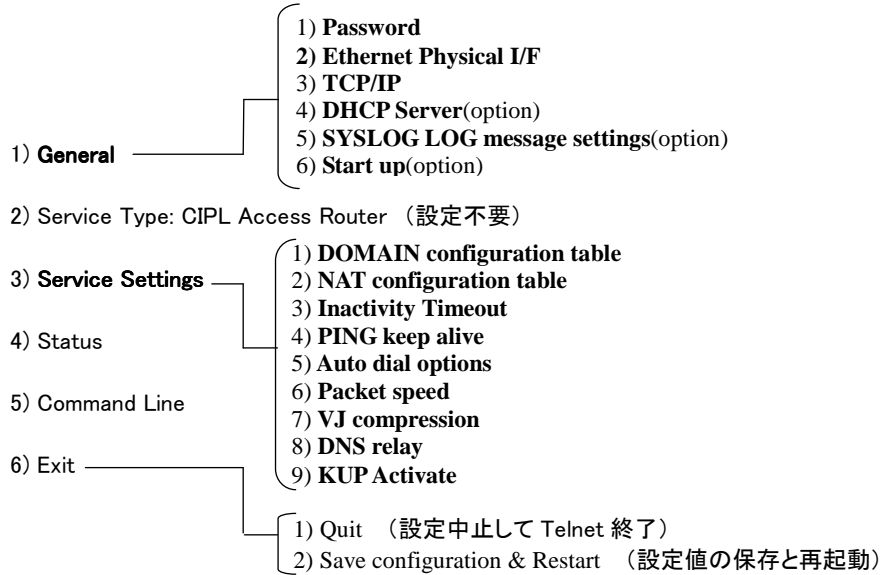 1) Password
2) Ethernet Physical I/F
3) TCP/IP
4) DHCP Server(option)
5) SYSLOG LOG message settings(option)
6) Start up(option)
1) General
2) Service Type: CIPL Access Router （設定不要）
1) DOMAIN configuration table
2) NAT configuration table
3) Inactivity Timeout
4) PING keep alive
5) Auto dial options
6) Packet speed
7) VJ compression
8) DNS relay
9) KUP Activate
3) Service Settings
4) Status
5) Command Line
6) Exit
1) Quit （設定中止して Telnet 終了）
2) Save configuration & Restart （設定値の保存と再起動）